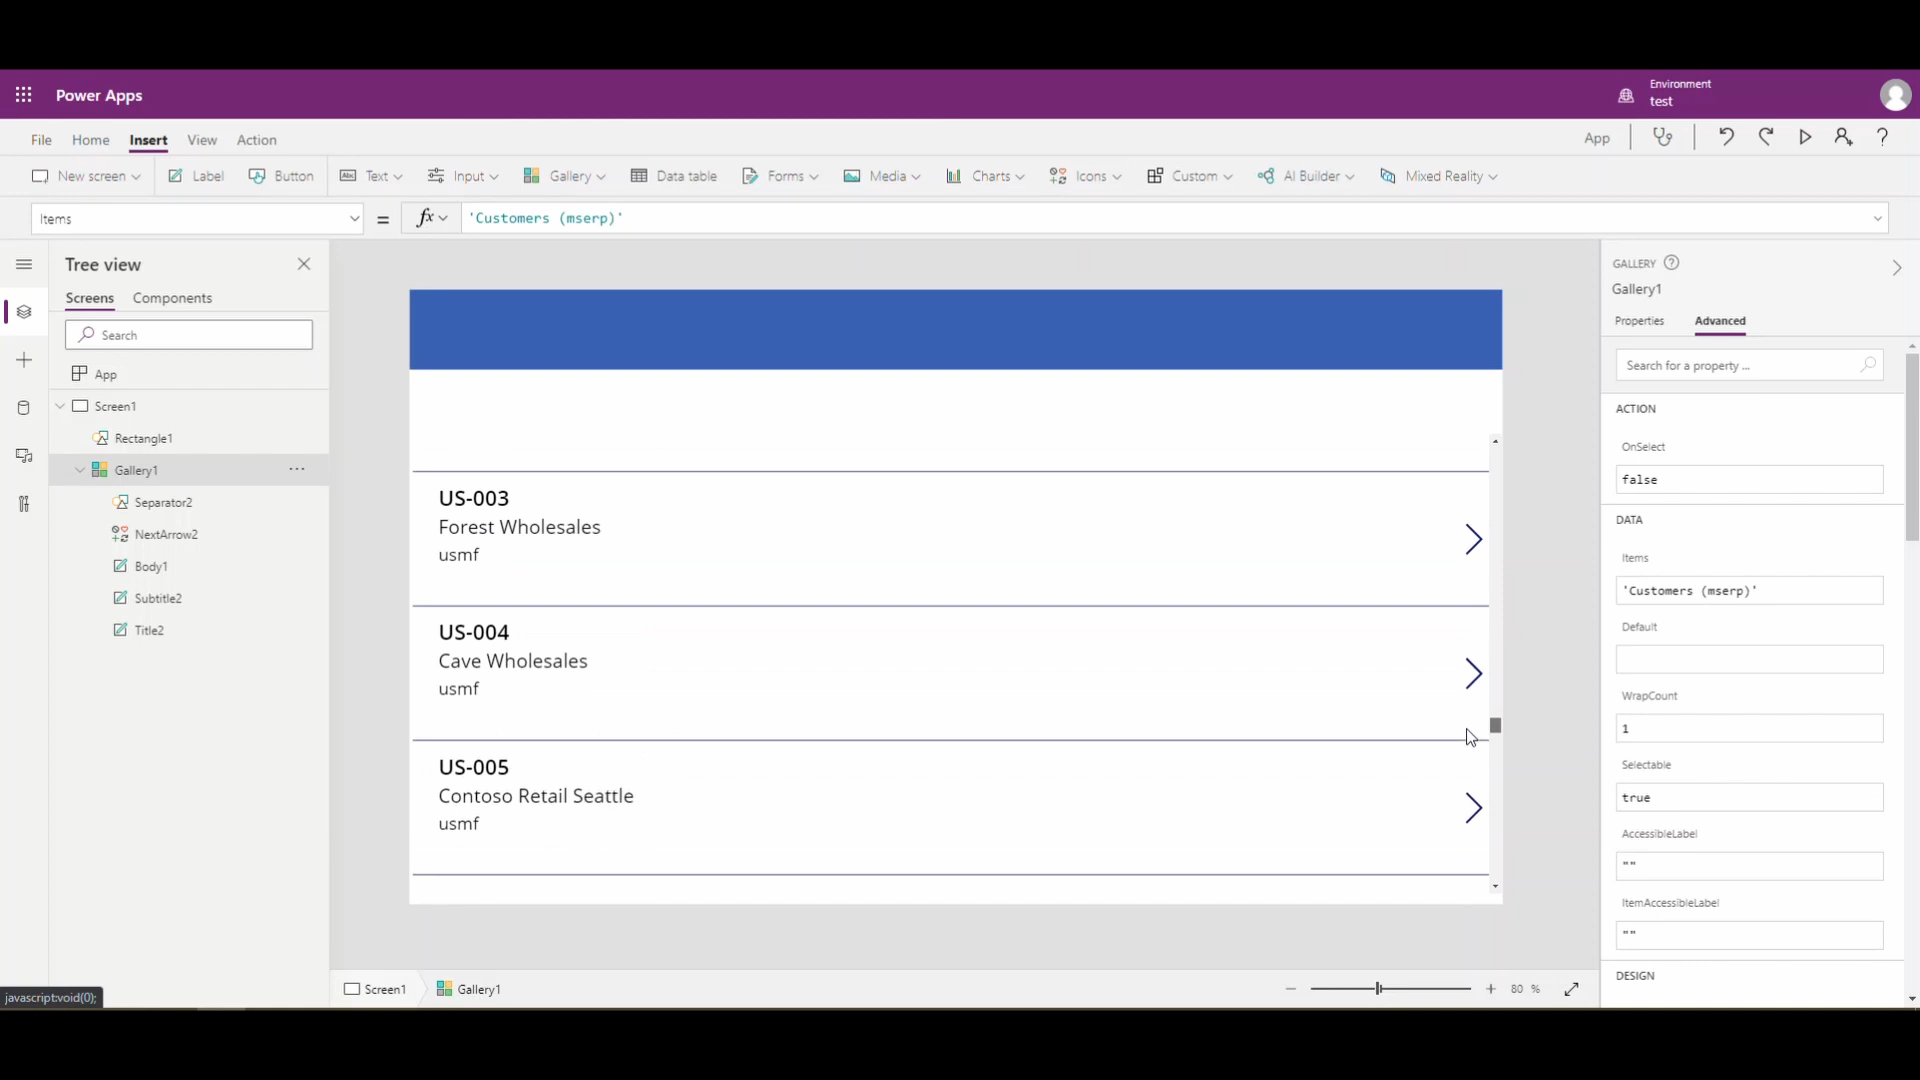 Power Apps
Environment
test
File Home Insert View Action
App
New screen Label Button Text Input Gallery Data table Forms Media Charts Icons Custom AI Builder Mixed Reality
Items = fx 'Customers (mserp)'
Tree view
Screens Components
Search
App
Screen1
Rectangle1
Gallery1
Separator2
NextArrow2
Body1
Subtitle2
Title2
US-003
Forest Wholesales
usmf
US-004
Cave Wholesales
usmf
US-005
Contoso Retail Seattle
usmf
GALLERY
Gallery1
Properties Advanced
Search for a property ...
ACTION
OnSelect
false
DATA
Items
'Customers (mserp)'
Default
WrapCount
1
Selectable
true
AccessibleLabel
""
ItemAccessibleLabel
""
DESIGN
javascript:void(0);
Screen1 Gallery1
80 %